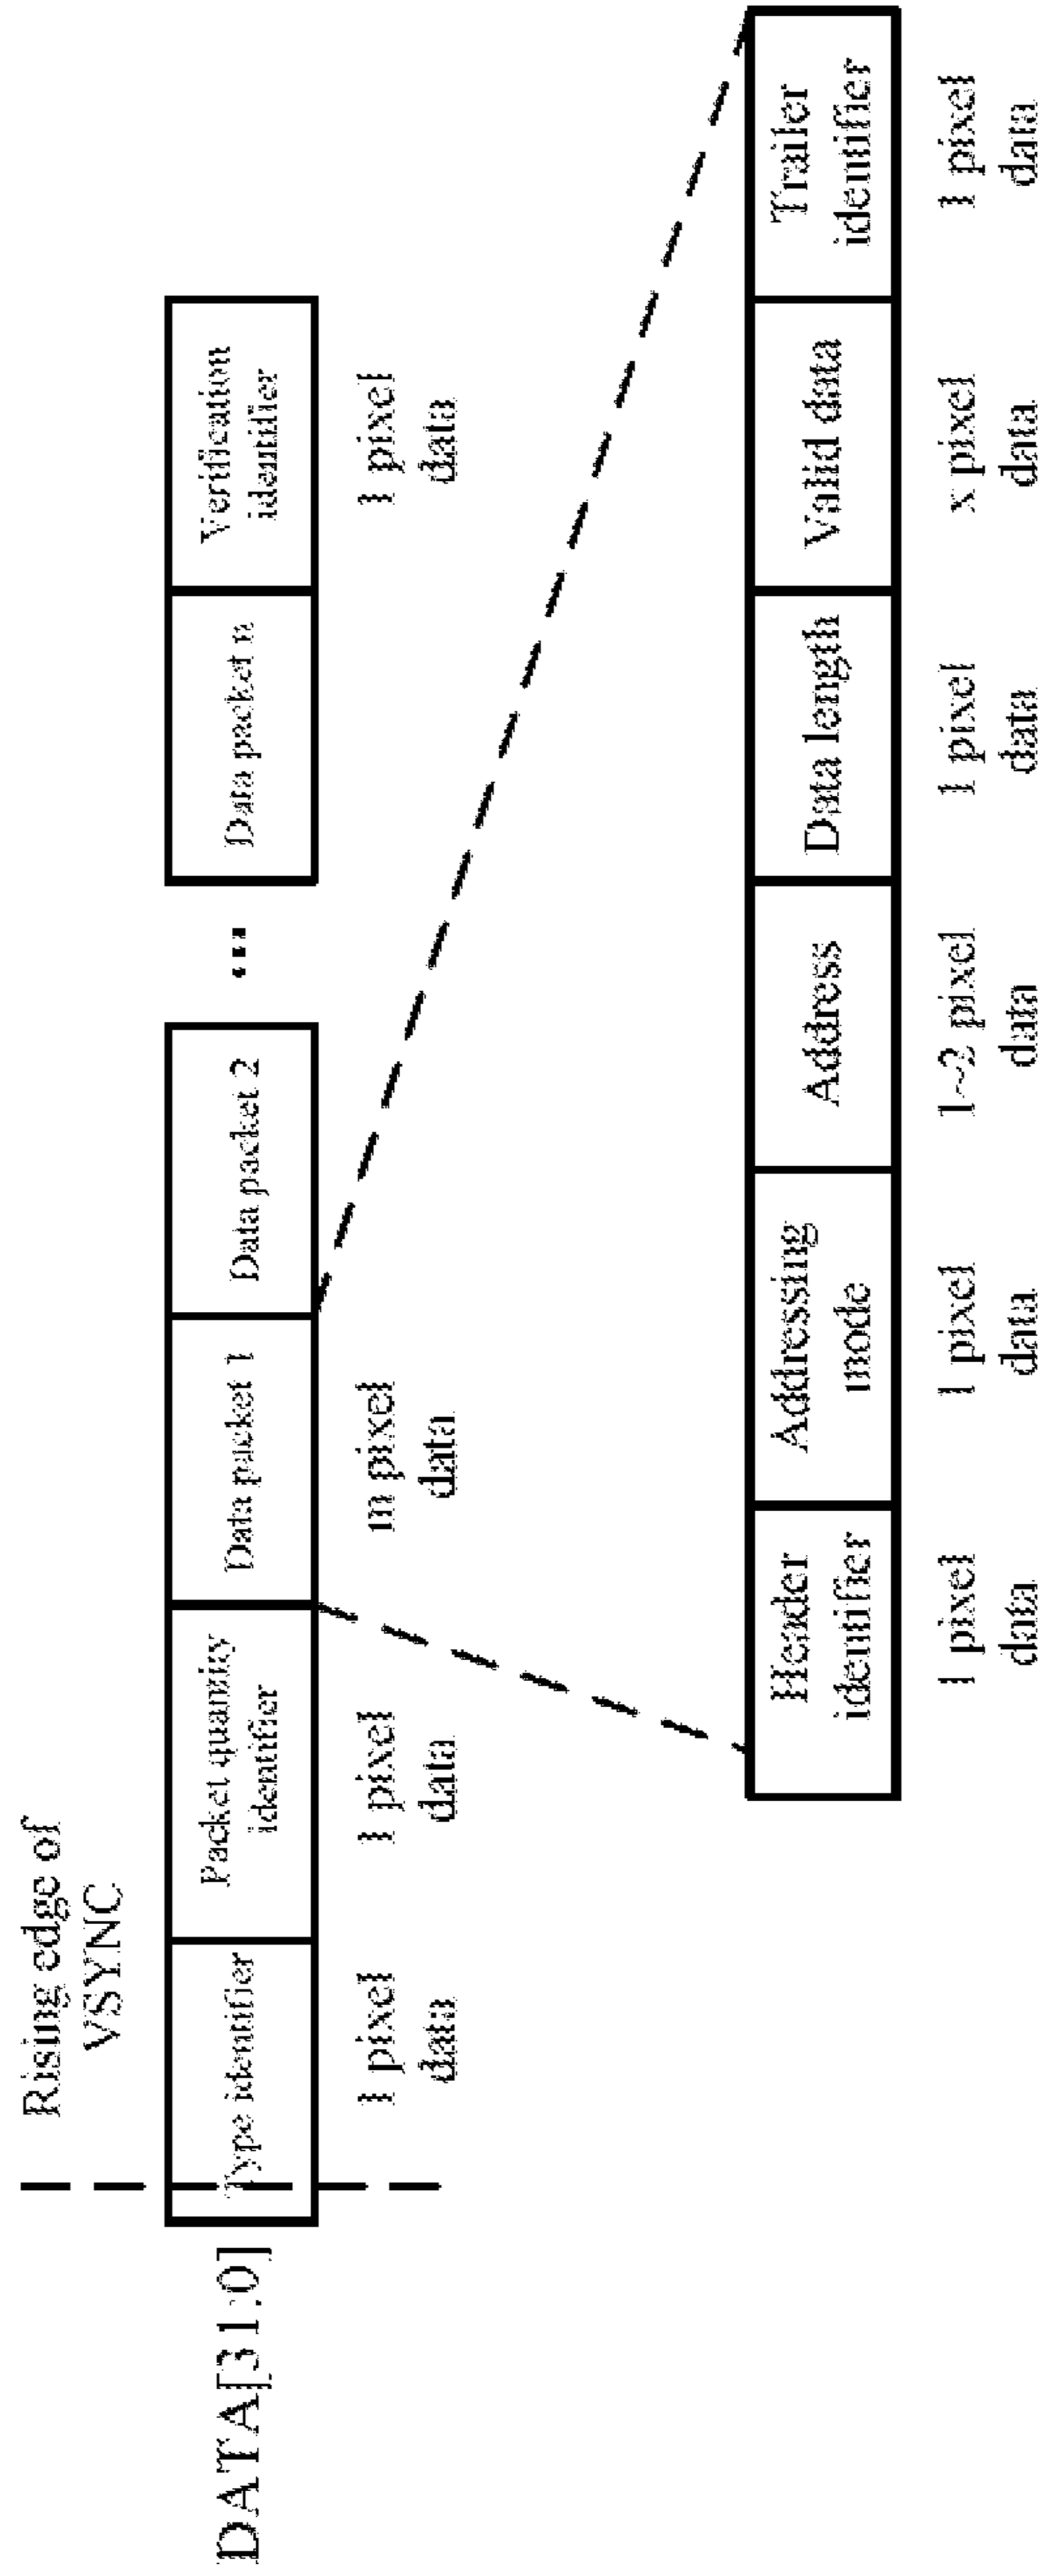 Rising edge of
VSYNC
DATA[31:0]
Type identifier
Packet quantity
identifier
Data packet 1
Data packet 2
...
Data packet n
Verification
identifier
1 pixel
data
1 pixel
data
m pixel
data
1 pixel
data
Header
identifier
Addressing
mode
Address
Data length
Valid data
Trailer
identifier
1 pixel
data
1 pixel
data
1~2 pixel
data
1 pixel
data
x pixel
data
1 pixel
data